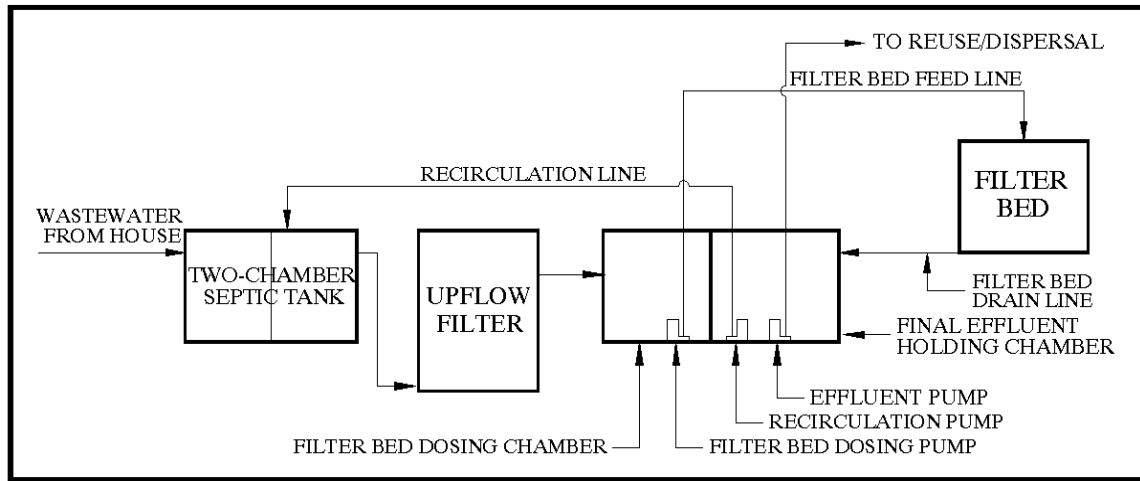 TO REUSE/DISPERSAL
FILTER BED FEED LINE
RECIRCULATION LINE
FILTER
BED
WASTEWATER
FROM HOUSE
TWO-CHAMBER
SEPTIC TANK
UPFLOW
FILTER
FILTER BED
DRAIN LINE
FINAL EFFLUENT
HOLDING CHAMBER
EFFLUENT PUMP
RECIRCULATION PUMP
FILTER BED DOSING CHAMBER
FILTER BED DOSING PUMP